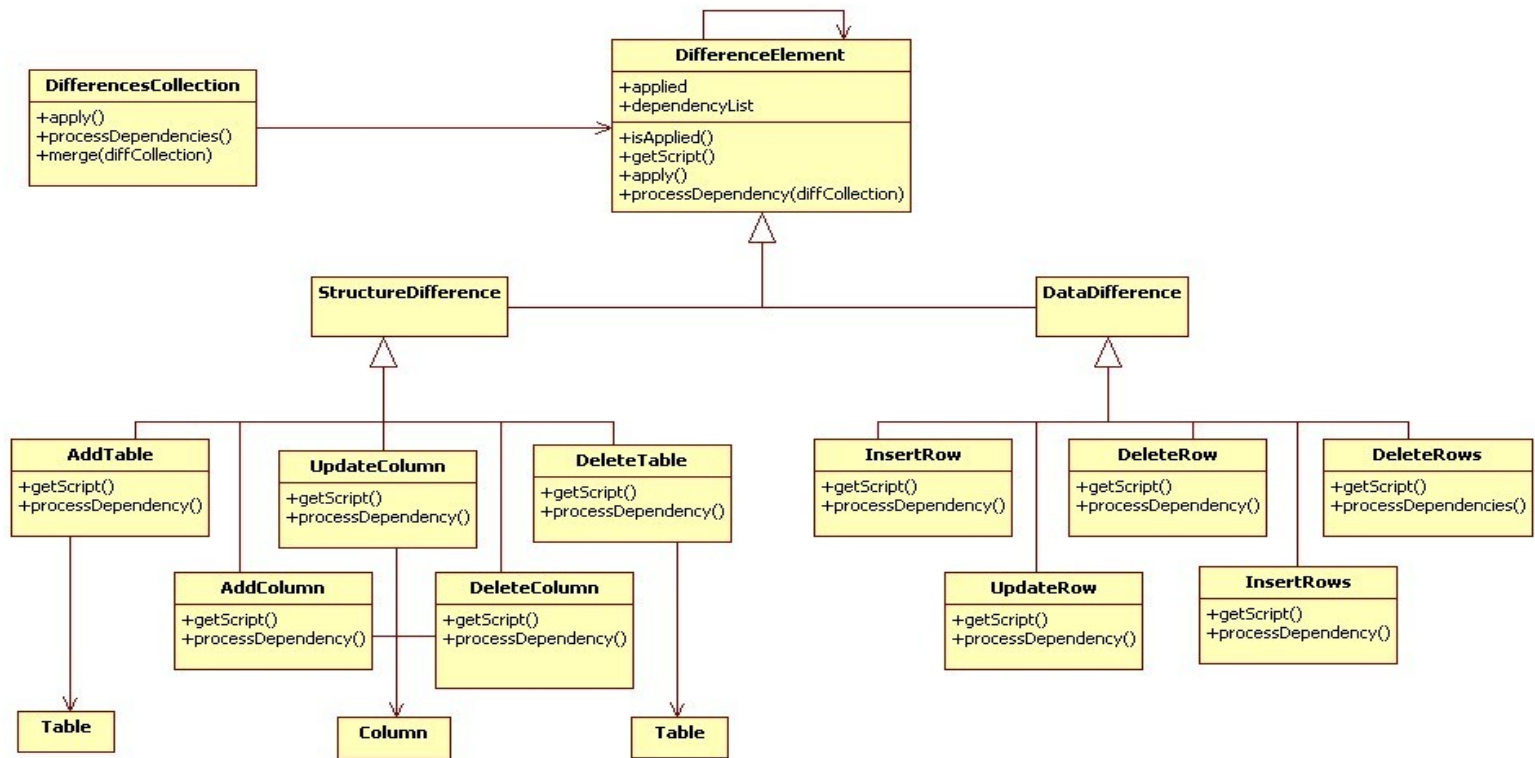 DifferenceElement
+applied
+dependencyList
+isApplied()
+getScript()
+apply()
+processDependency(diffCollection)
DifferencesCollection
+apply()
+processDependencies()
+merge(diffCollection)
StructureDifference
DataDifference
AddTable
+getScript()
+processDependency()
UpdateColumn
+getScript()
+processDependency()
DeleteTable
+getScript()
+processDependency()
InsertRow
+getScript()
+processDependency()
DeleteRow
+getScript()
+processDependency()
DeleteRows
+getScript()
+processDependencies()
AddColumn
+getScript()
+processDependency()
DeleteColumn
+getScript()
+processDependency()
UpdateRow
+getScript()
+processDependency()
InsertRows
+getScript()
+processDependency()
Table
Column
Table